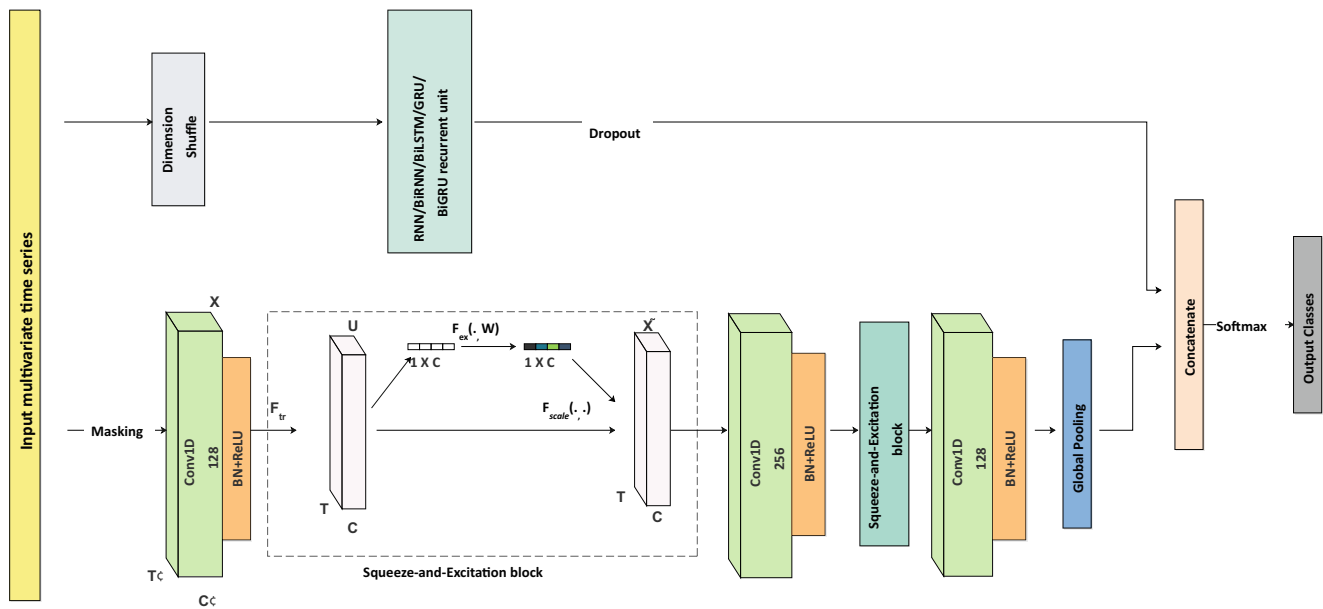 Input multivariate time series
Dimension
Shuffle
RNN/BiRNN/BiLSTM/GRU/
BiGRU recurrent unit
Dropout
Masking
X
Conv1D
128
BN+ReLU
T¢
C¢
F tr
U
T
C
1 X C
F ex (., W)
1 X C
F scale (., .)
X̃
T
C
Squeeze-and-Excitation block
Conv1D
256
BN+ReLU
Squeeze-and-Excitation
block
Conv1D
128
BN+ReLU
Global Pooling
Concatenate
Softmax
Output Classes